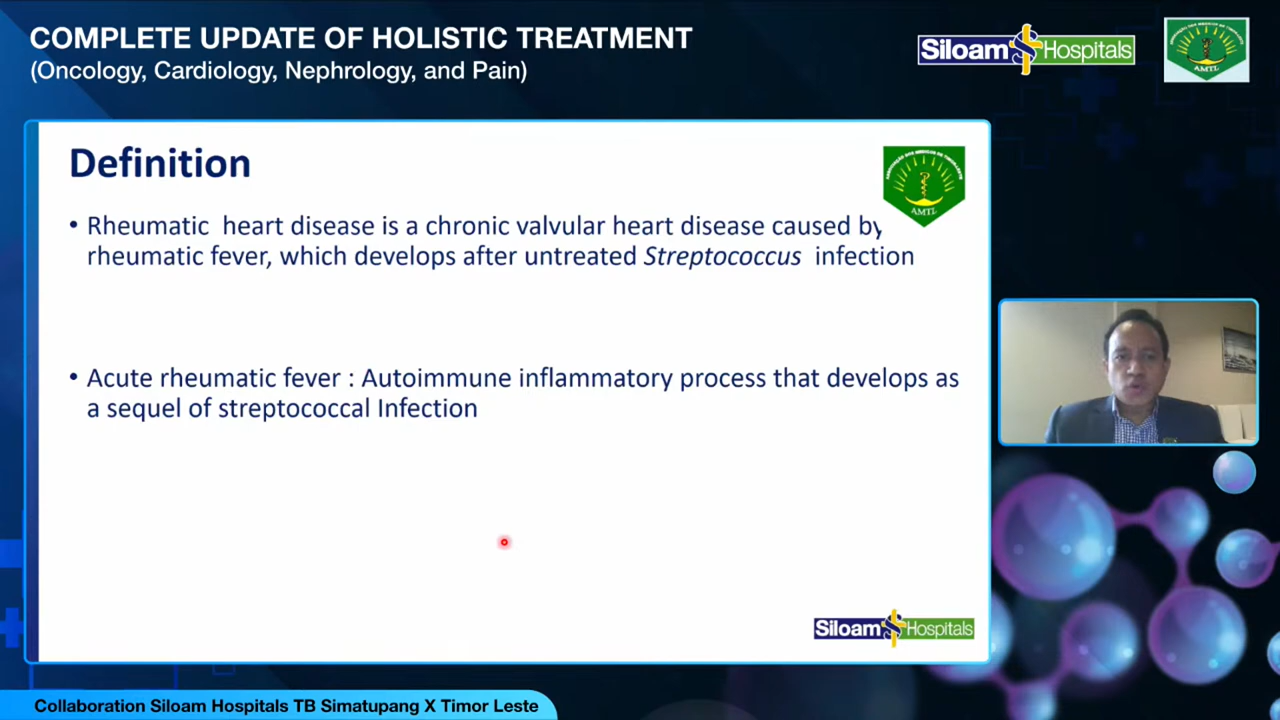 COMPLETE UPDATE OF HOLISTIC TREATMENT
(Oncology, Cardiology, Nephrology, and Pain)
Siloam Hospitals
AMTL
Definition
AMTL
• Rheumatic heart disease is a chronic valvular heart disease caused by
rheumatic fever, which develops after untreated Streptococcus infection
• Acute rheumatic fever : Autoimmune inflammatory process that develops as
a sequel of streptococcal Infection
Siloam Hospitals
Collaboration Siloam Hospitals TB Simatupang X Timor Leste